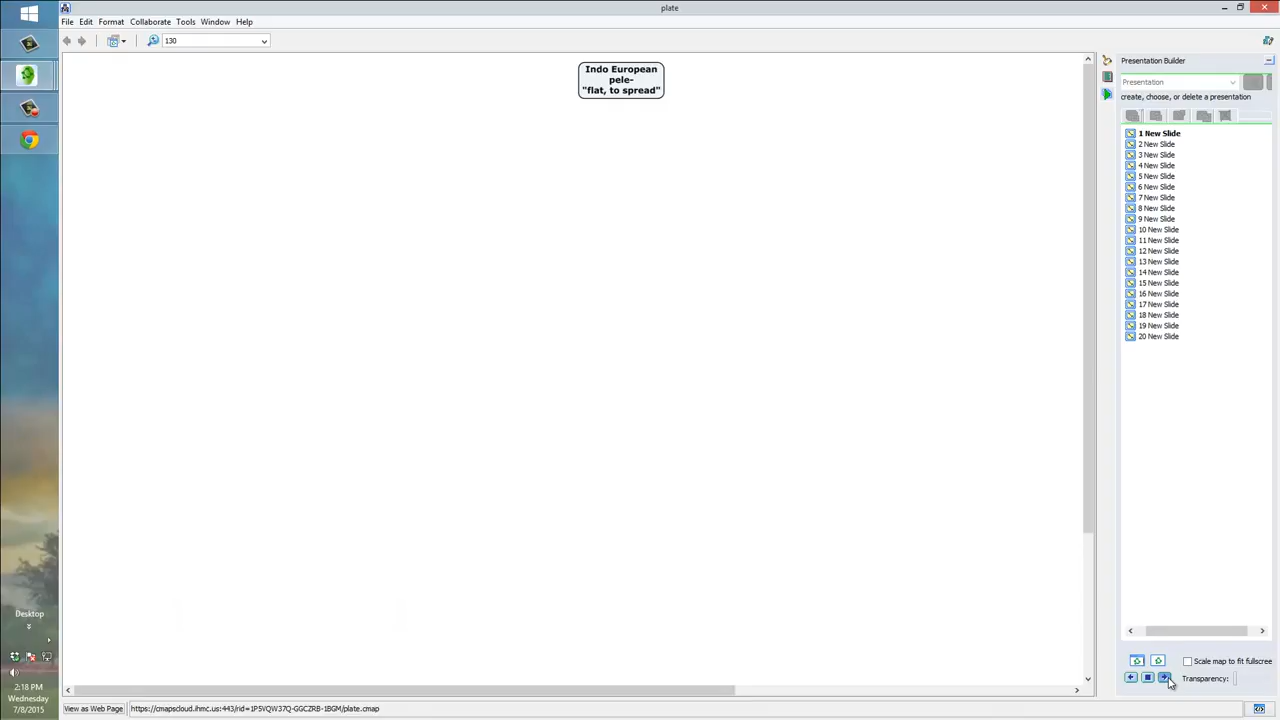 plate
File Edit Format Collaborate Tools Window Help
130
Indo European
pele-
"flat, to spread"
Presentation Builder
Presentation
create, choose, or delete a presentation
1 New Slide
2 New Slide
3 New Slide
4 New Slide
5 New Slide
6 New Slide
7 New Slide
8 New Slide
9 New Slide
10 New Slide
11 New Slide
12 New Slide
13 New Slide
14 New Slide
15 New Slide
16 New Slide
17 New Slide
18 New Slide
19 New Slide
20 New Slide
Scale map to fit fullscree
Transparency:
Desktop
2:18 PM
Wednesday
7/8/2015
View as Web Page
https://cmapscloud.ihmc.us:443/rid=1P5VQW37Q-GGCZRB-1BGM/plate.cmap